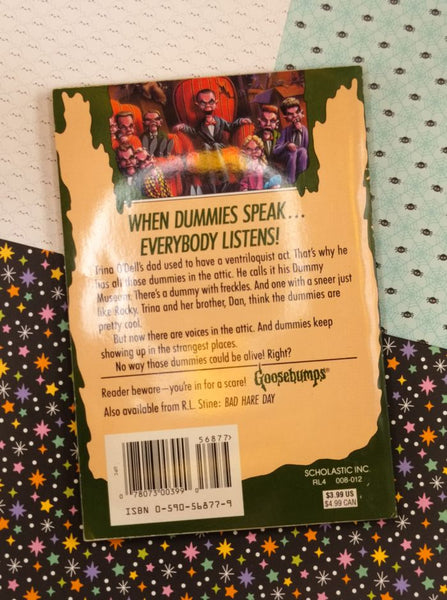 WHEN DUMMIES SPEAK...
EVERYBODY LISTENS!
Trina O'Dell's dad used to have a ventriloquist act. That's why he
has all those dummies in the attic. He calls it his Dummy
Museum. There's a dummy with freckles. And one with a sneer just
like Rocky. Trina and her brother, Dan, think the dummies are
pretty cool.
But now there are voices in the attic. And dummies keep
showing up in the strangest places.
No way those dummies could be alive! Right?
Reader beware—you're in for a scare! Goosebumps®
Also available from R.L. Stine: BAD HARE DAY
56877>
UPC
0 78073 00399 0
ISBN 0-590-56877-9
SCHOLASTIC INC.
RL4 008-012
$3.99 US
$4.99 CAN